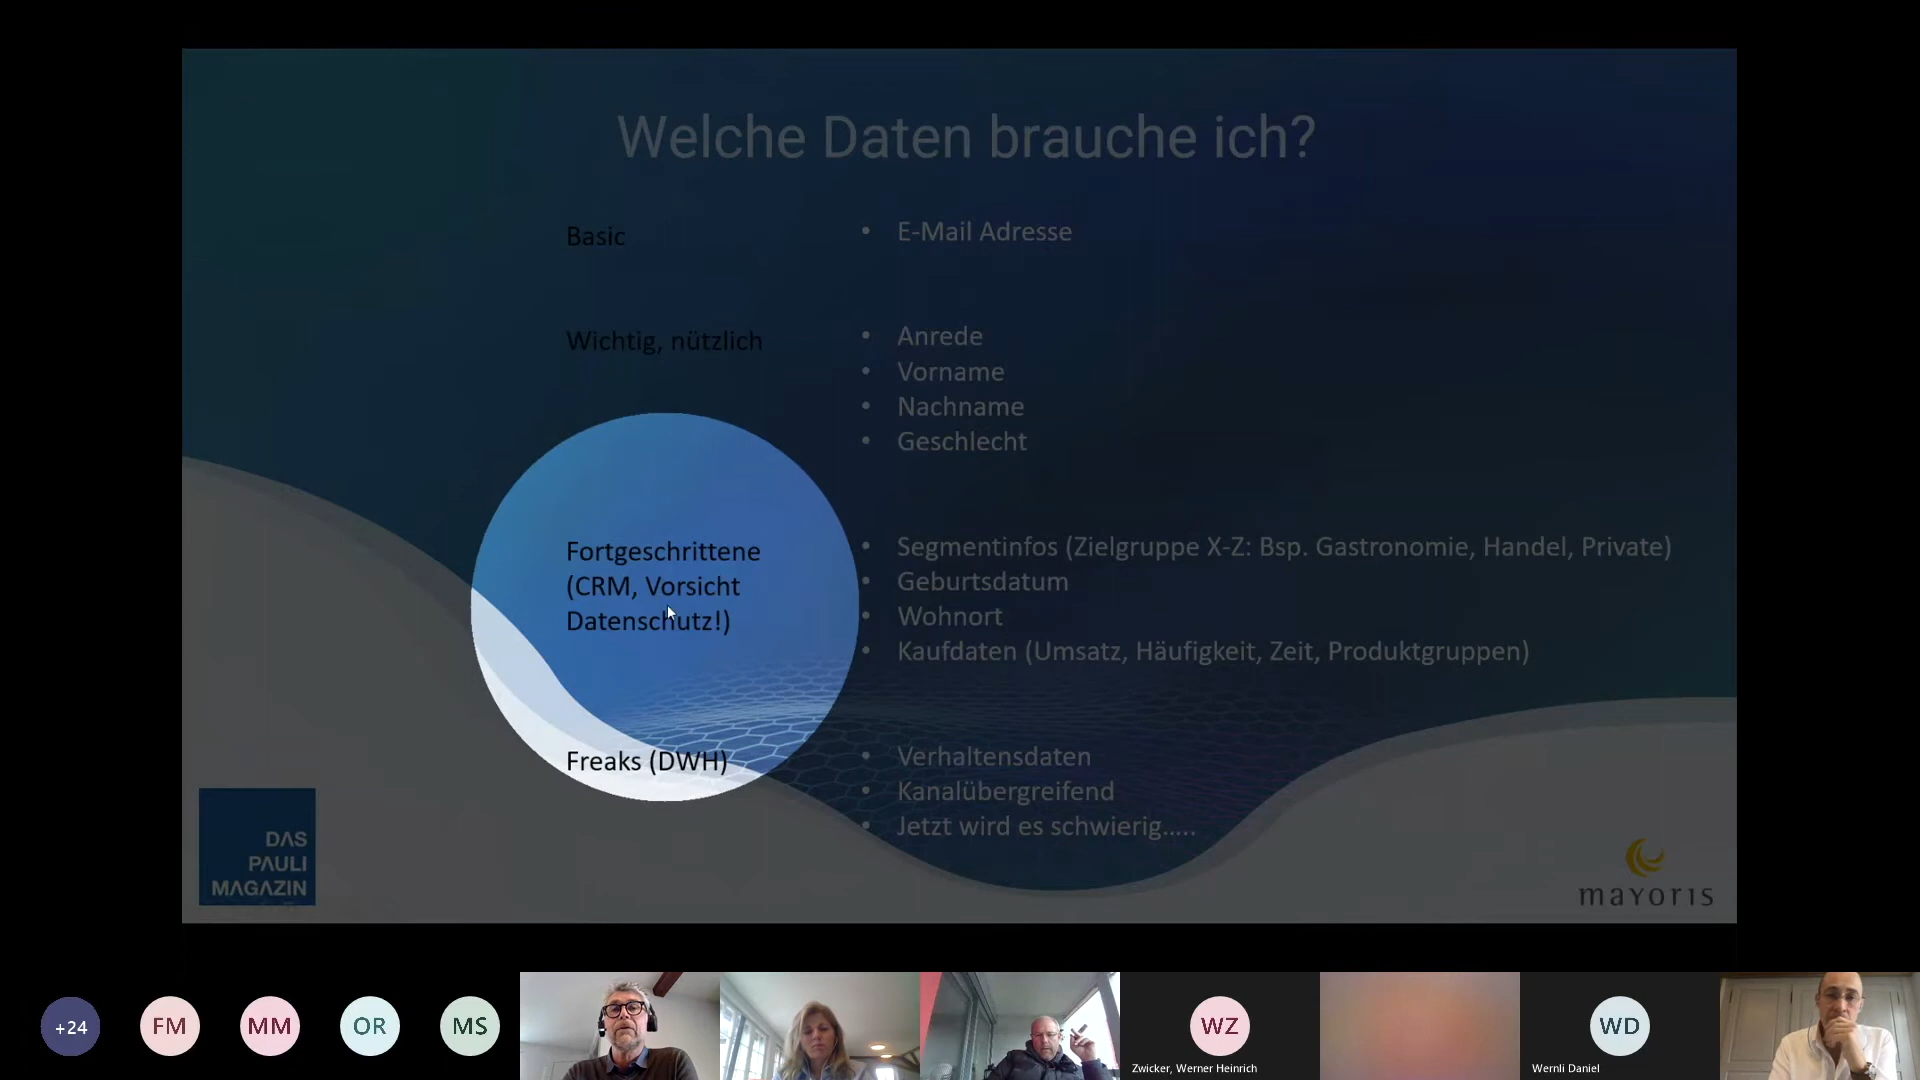 Welche Daten brauche ich?
Basic
• E-Mail Adresse
Wichtig, nützlich
• Anrede
• Vorname
• Nachname
• Geschlecht
Fortgeschrittene
(CRM, Vorsicht
Datenschutz!)
• Segmentinfos (Zielgruppe X-Z: Bsp. Gastronomie, Handel, Private)
• Geburtsdatum
• Wohnort
• Kaufdaten (Umsatz, Häufigkeit, Zeit, Produktgruppen)
Freaks (DWH)
• Verhaltensdaten
• Kanalübergreifend
• Jetzt wird es schwierig.....
DAS
PAULI
MAGAZIN
mayoris
+24
FM
MM
OR
MS
WZ
Zwicker, Werner Heinrich
WD
Wernli Daniel